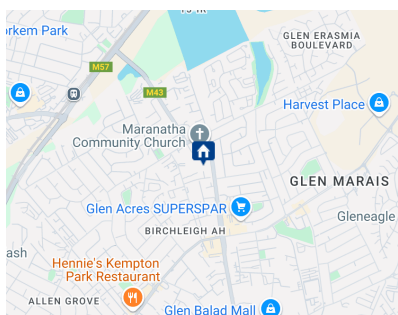 GLEN ERASMIA
BOULEVARD
orkem Park
M57
M43
Harvest Place
Maranatha
Community Church
GLEN MARAIS
Glen Acres SUPERSPAR
Gleneagle
BIRCHLEIGH AH
ash
Hennie's Kempton
Park Restaurant
ALLEN GROVE
Glen Balad Mall